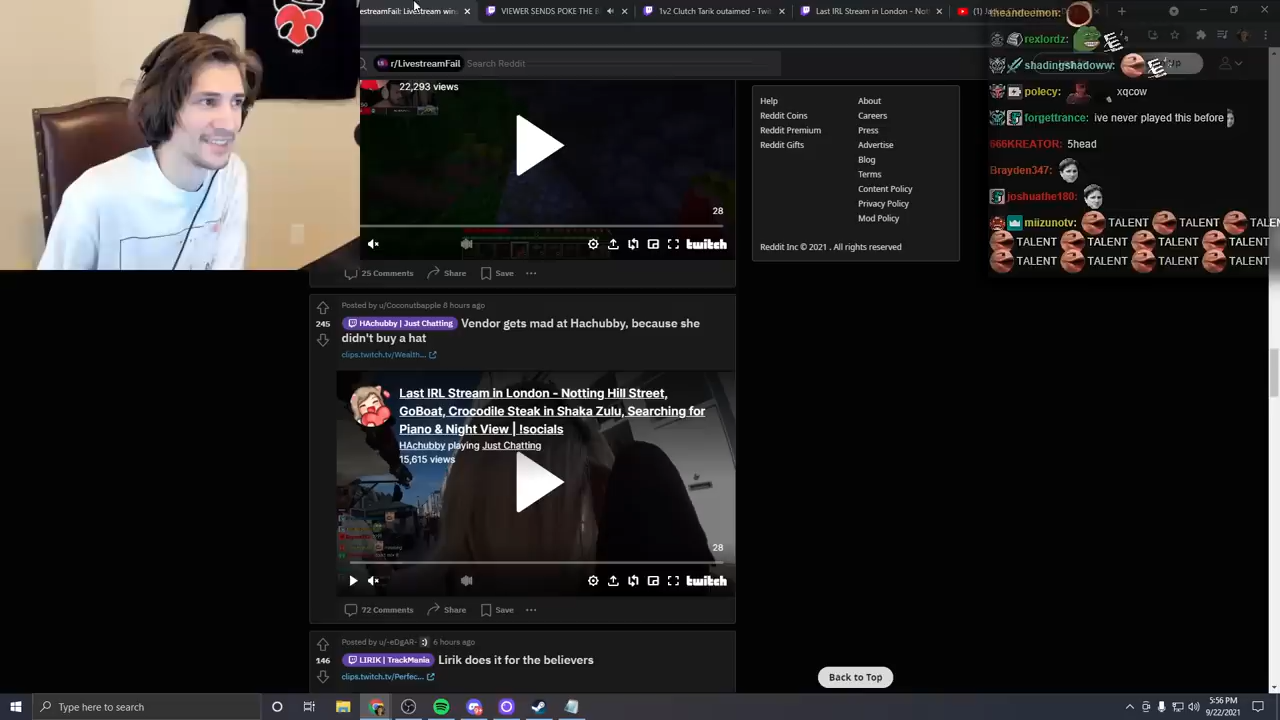 estreamFail: Livestream win
VIEWER SENDS POKE THE B
1v2 Clutch Tarik outaimed - Twi
Last IRL Stream in London - Nott
r/LivestreamFail
Search Reddit
22,293 views
28
twitch
25 Comments
Share
Save
Posted by u/Coconutbapple 8 hours ago
245
HAchubby | Just Chatting
Vendor gets mad at Hachubby, because she
didn't buy a hat
clips.twitch.tv/Wealth...
Last IRL Stream in London - Notting Hill Street,
GoBoat, Crocodile Steak in Shaka Zulu, Searching for
Piano & Night View | !socials
HAchubby playing Just Chatting
15,615 views
28
twitch
72 Comments
Share
Save
Posted by u/-eDgAR- :) 6 hours ago
146
LIRIK | TrackMania
Lirik does it for the believers
clips.twitch.tv/Perfec...
Help
About
Reddit Coins
Careers
Reddit Premium
Press
Reddit Gifts
Advertise
Blog
Terms
Content Policy
Privacy Policy
Mod Policy
Reddit Inc © 2021 . All rights reserved
Back to Top
theandeemon:
rexlordz:
shadingshadoww:
polecy: xqcow
forgettrance: ive never played this before
666KREATOR: 5head
Brayden347:
joshuathe180:
miizunotv: TALENT TALENT TALENT
TALENT TALENT TALENT TALENT
TALENT TALENT TALENT TALENT
Type here to search
5:56 PM
9/22/2021